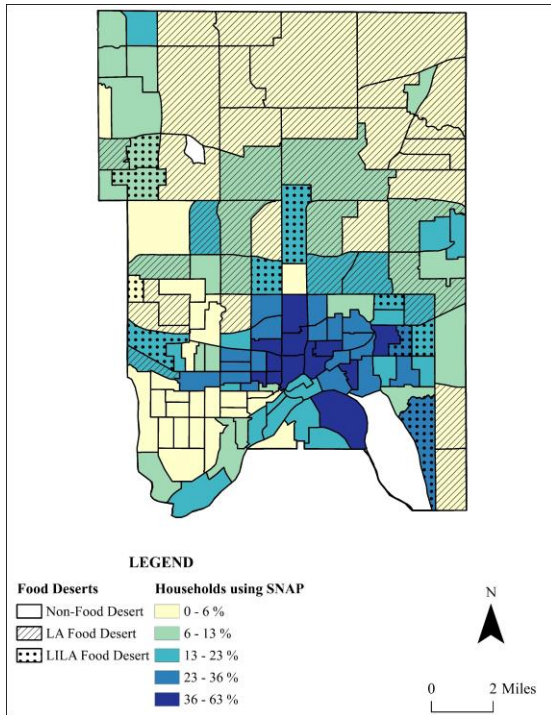 LEGEND
Food Deserts
Non-Food Desert
LA Food Desert
LILA Food Desert
Households using SNAP
0 - 6 %
6 - 13 %
13 - 23 %
23 - 36 %
36 - 63 %
N
0 2 Miles